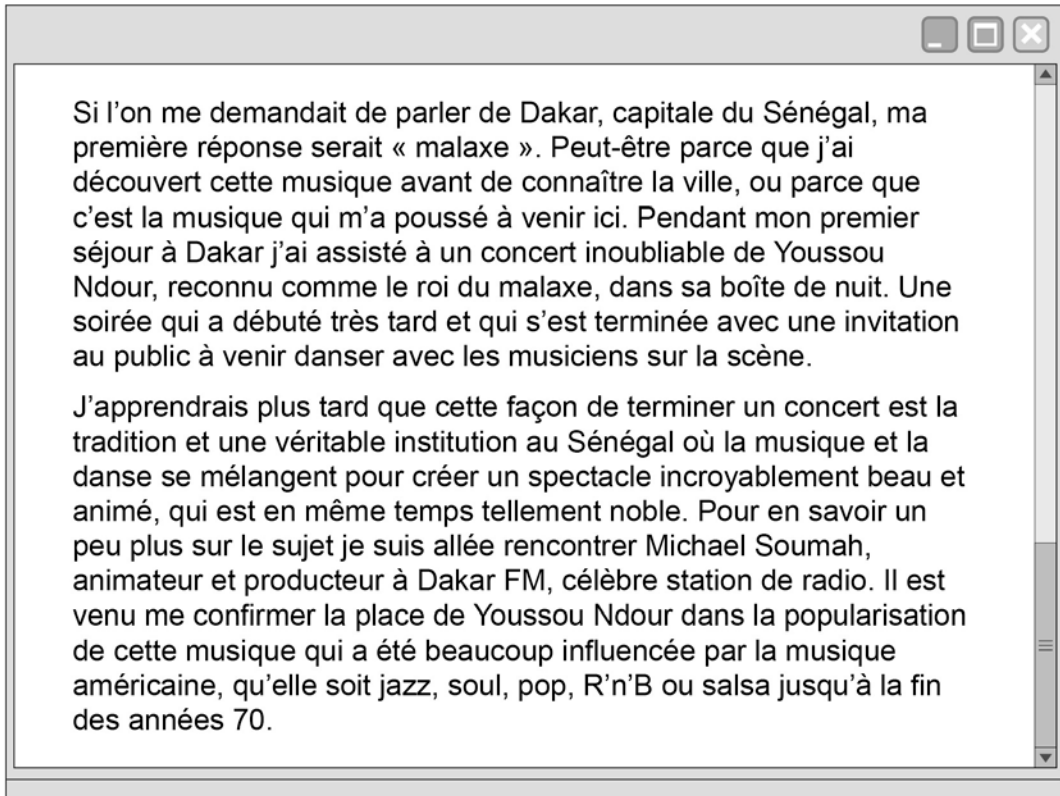 Si l’on me demandait de parler de Dakar, capitale du Sénégal, ma
première réponse serait « malaxe ». Peut-être parce que j’ai
découvert cette musique avant de connaître la ville, ou parce que
c’est la musique qui m’a poussé à venir ici. Pendant mon premier
séjour à Dakar j’ai assisté à un concert inoubliable de Youssou
Ndour, reconnu comme le roi du malaxe, dans sa boîte de nuit. Une
soirée qui a débuté très tard et qui s’est terminée avec une invitation
au public à venir danser avec les musiciens sur la scène.
J’apprendrais plus tard que cette façon de terminer un concert est la
tradition et une véritable institution au Sénégal où la musique et la
danse se mélangent pour créer un spectacle incroyablement beau et
animé, qui est en même temps tellement noble. Pour en savoir un
peu plus sur le sujet je suis allée rencontrer Michael Soumah,
animateur et producteur à Dakar FM, célèbre station de radio. Il est
venu me confirmer la place de Youssou Ndour dans la popularisation
de cette musique qui a été beaucoup influencée par la musique
américaine, qu’elle soit jazz, soul, pop, R’n’B ou salsa jusqu’à la fin
des années 70.